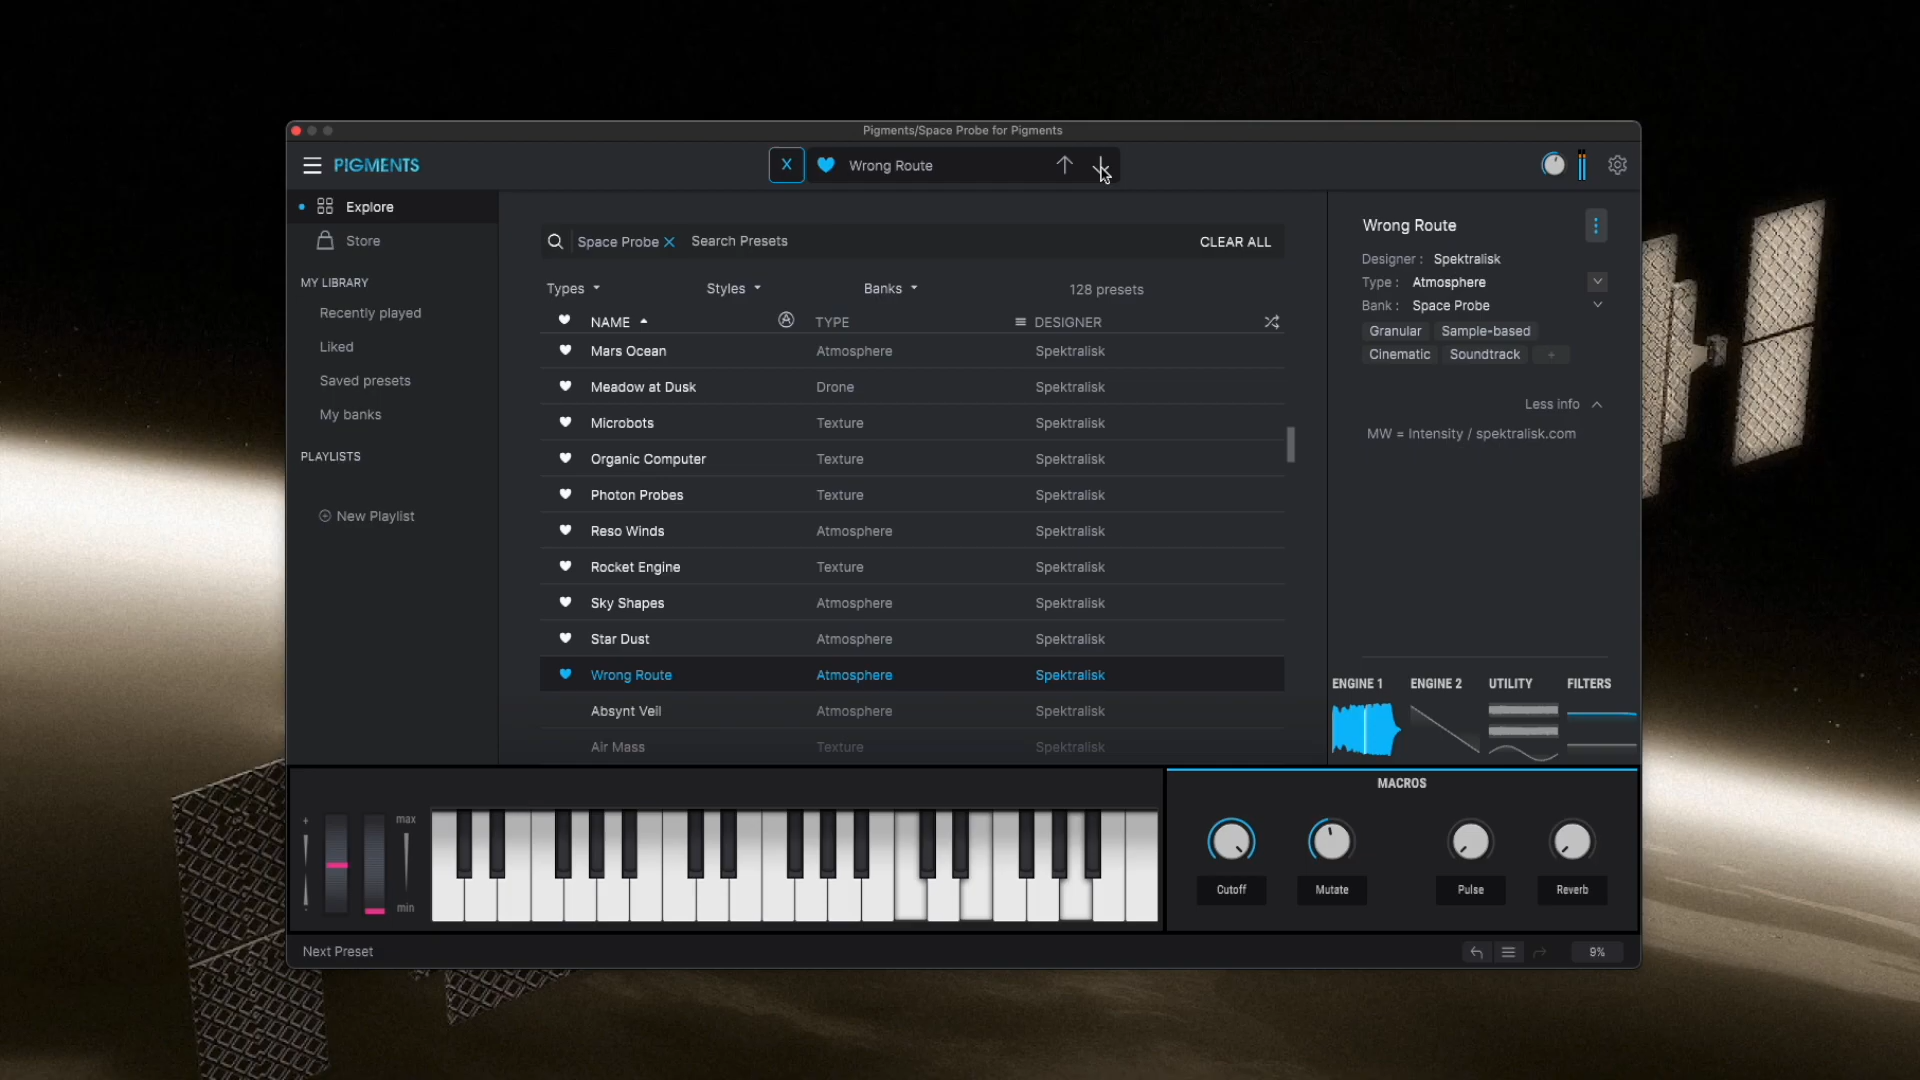 Pigments/Space Probe for Pigments
PIGMENTS
X
Wrong Route
Explore
Store
MY LIBRARY
Recently played
Liked
Saved presets
My banks
PLAYLISTS
New Playlist
Space Probe
Search Presets
CLEAR ALL
Types
Styles
Banks
128 presets
NAME
TYPE
DESIGNER
Mars Ocean Atmosphere Spektralisk
Meadow at Dusk Drone Spektralisk
Microbots Texture Spektralisk
Organic Computer Texture Spektralisk
Photon Probes Texture Spektralisk
Reso Winds Atmosphere Spektralisk
Rocket Engine Texture Spektralisk
Sky Shapes Atmosphere Spektralisk
Star Dust Atmosphere Spektralisk
Wrong Route Atmosphere Spektralisk
Absynt Veil Atmosphere Spektralisk
Air Mass Texture Spektralisk
Wrong Route
Designer : Spektralisk
Type : Atmosphere
Bank : Space Probe
Granular Sample-based
Cinematic Soundtrack +
Less info
MW = Intensity / spektralisk.com
ENGINE 1 ENGINE 2 UTILITY FILTERS
+
-
max
min
MACROS
Cutoff Mutate Pulse Reverb
Next Preset
9%